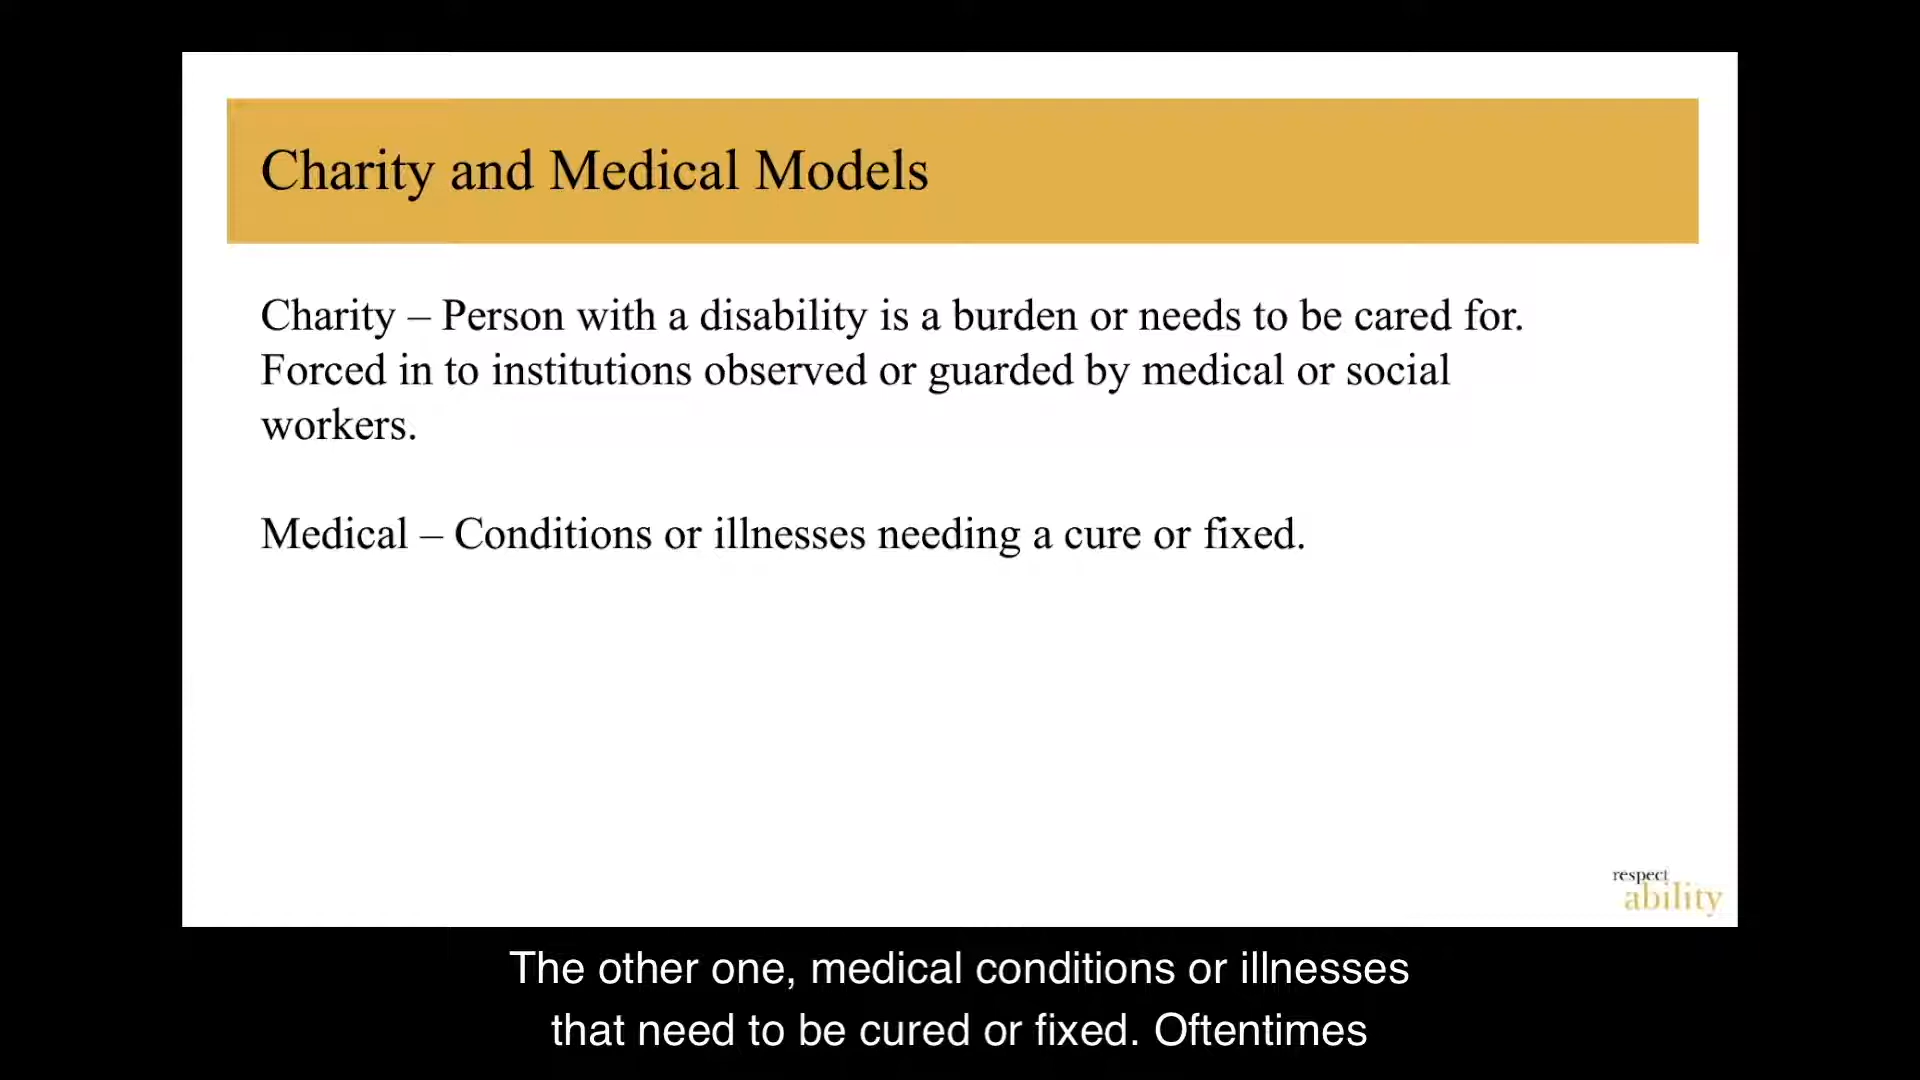 Charity and Medical Models
Charity – Person with a disability is a burden or needs to be cared for.
Forced in to institutions observed or guarded by medical or social
workers.
Medical – Conditions or illnesses needing a cure or fixed.
respect
ability
The other one, medical conditions or illnesses
that need to be cured or fixed. Oftentimes